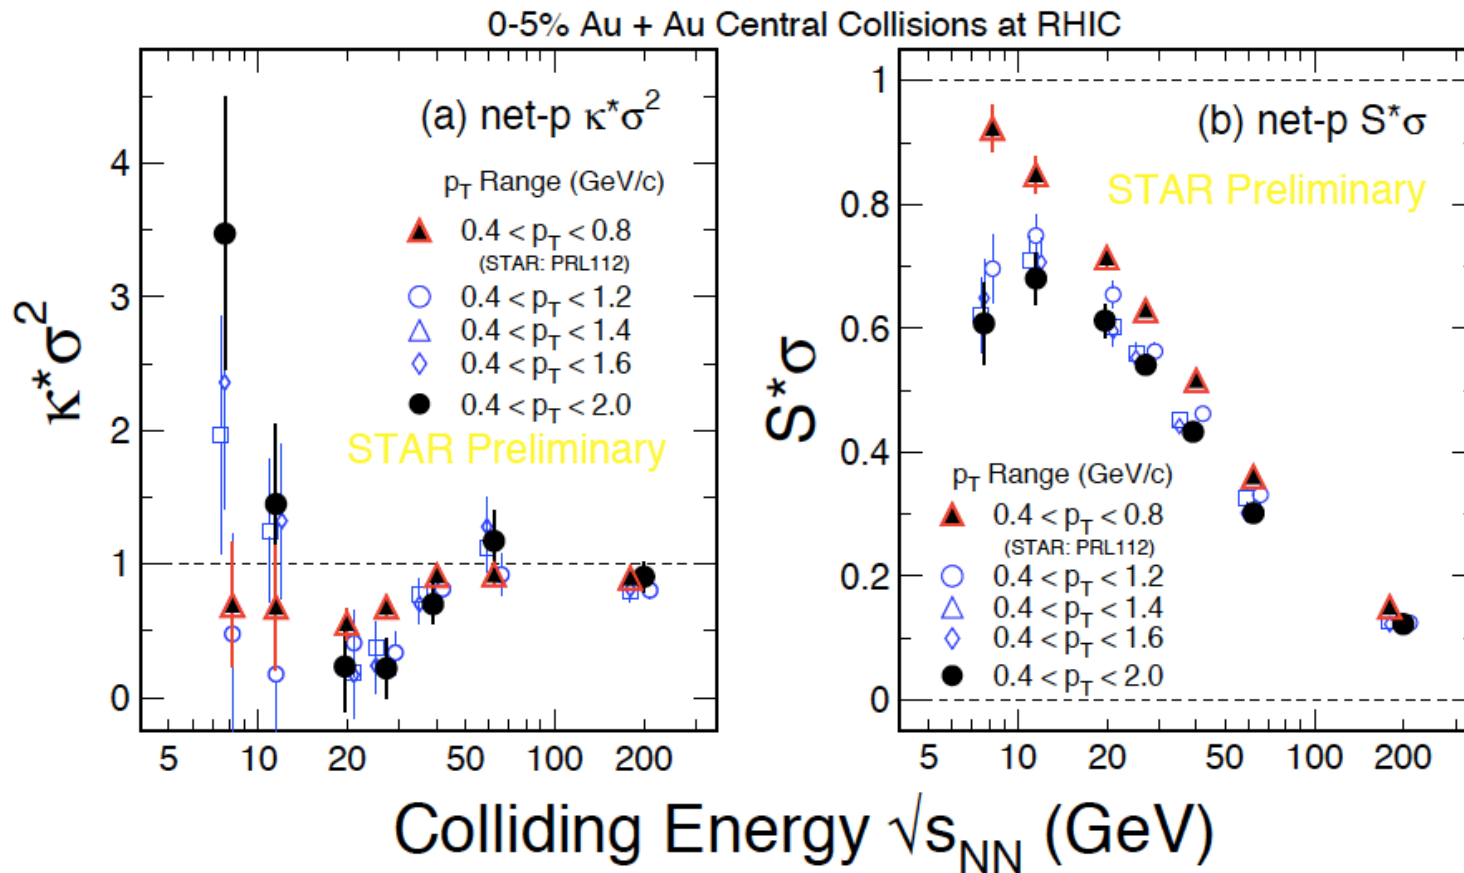 0-5% Au + Au Central Collisions at RHIC
(a) net-p κ*σ²
p_T Range (GeV/c)
0.4 < p_T < 0.8
(STAR: PRL112)
0.4 < p_T < 1.2
0.4 < p_T < 1.4
0.4 < p_T < 1.6
0.4 < p_T < 2.0
STAR Preliminary
κ*σ²
4
3
2
1
0
5 10 20 50 100 200
(b) net-p S*σ
STAR Preliminary
S*σ
1
0.8
0.6
0.4
0.2
0
p_T Range (GeV/c)
0.4 < p_T < 0.8
(STAR: PRL112)
0.4 < p_T < 1.2
0.4 < p_T < 1.4
0.4 < p_T < 1.6
0.4 < p_T < 2.0
5 10 20 50 100 200
Colliding Energy √s_NN (GeV)